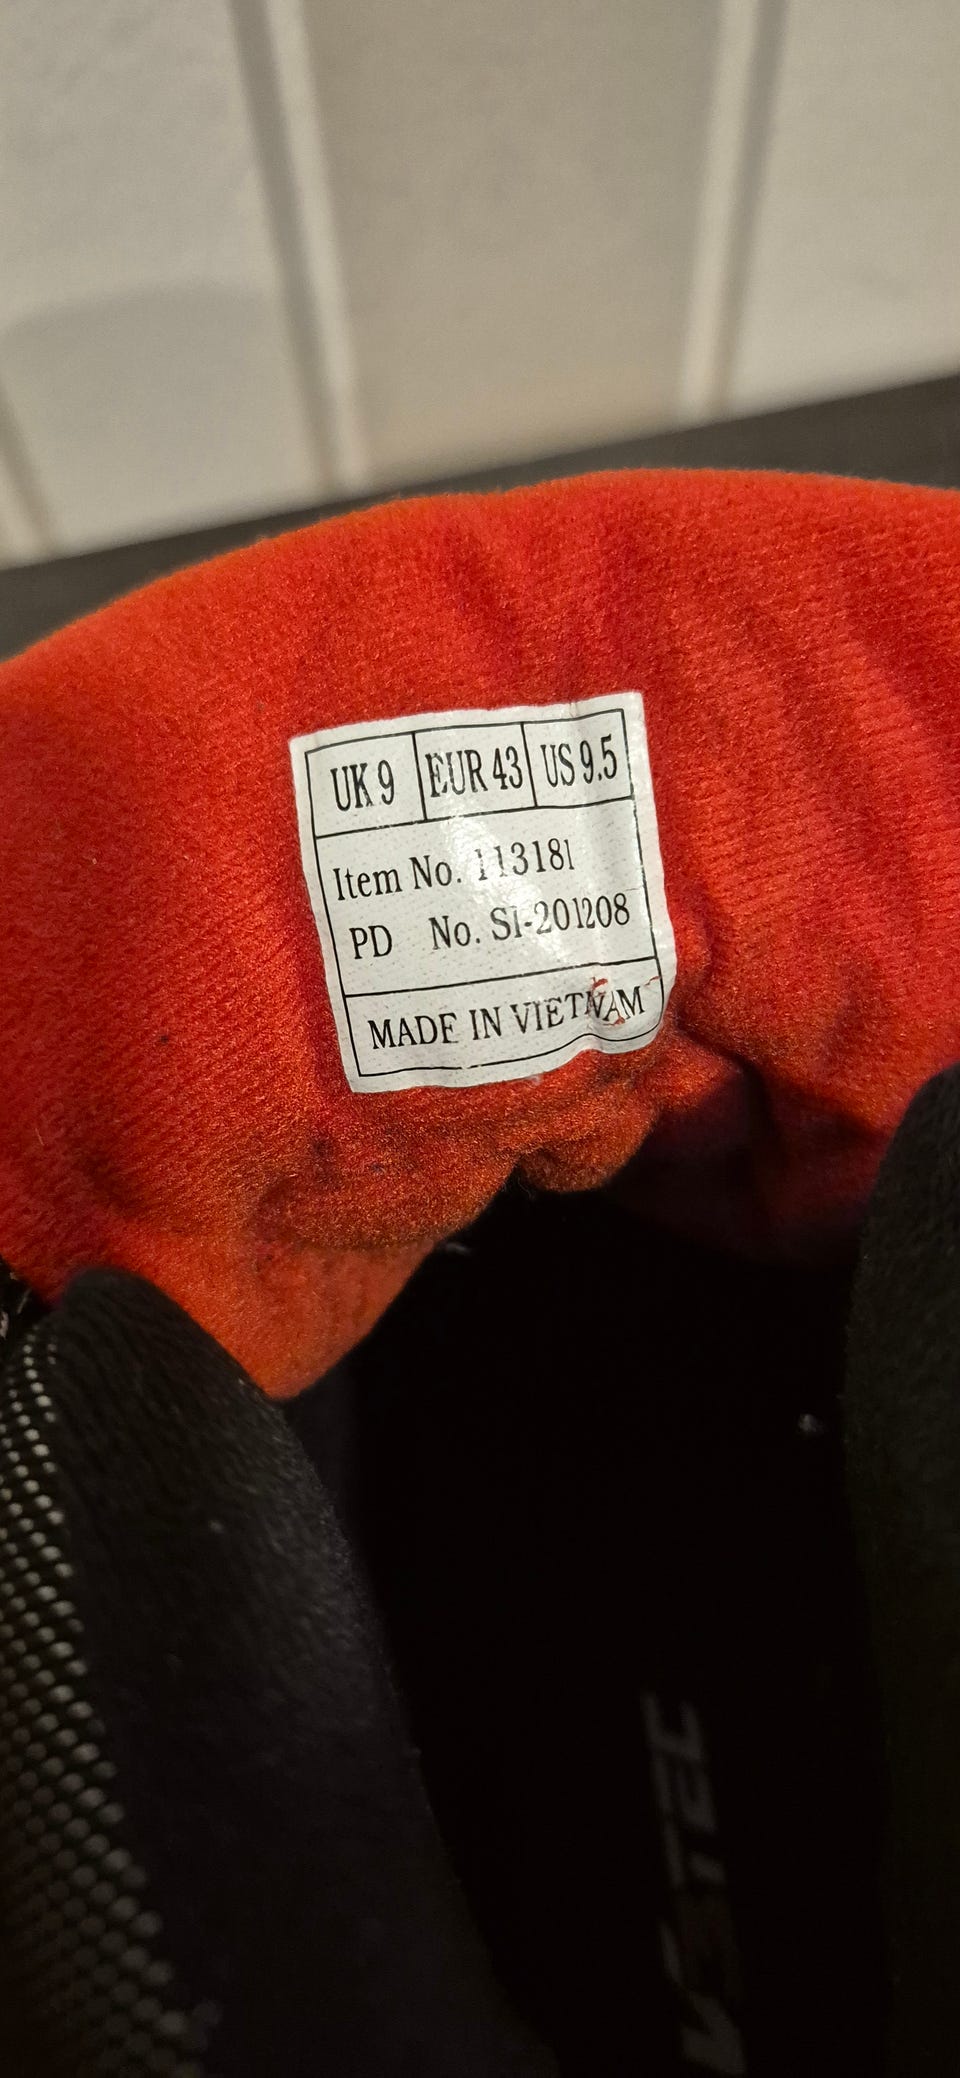 UK 9 EUR 43 US 9.5
Item No. 113181
PD No. SI-201208
MADE IN VIETNAM